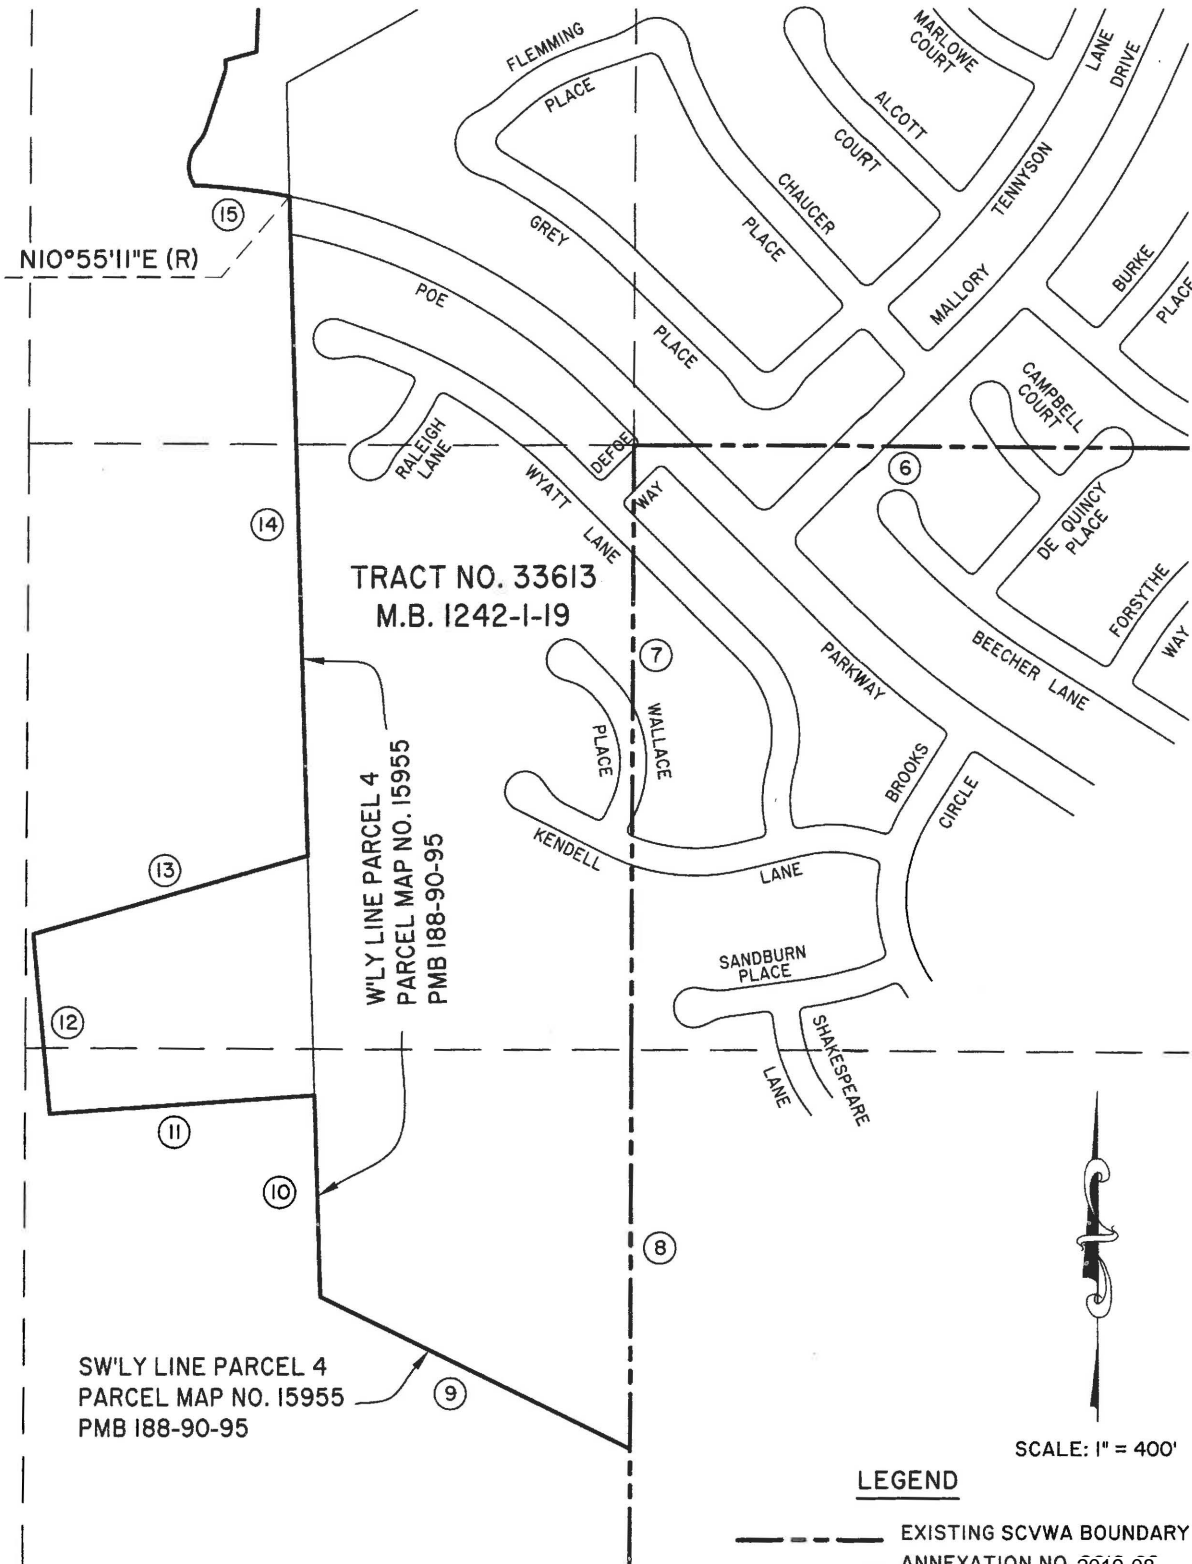 FLEMMING
PLACE
MARLOWE
COURT
LANE
DRIVE
ALCOTT
COURT
CHAUCER
PLACE
TENNYSON
GREY
PLACE
MALLORY
BURKE
PLACE
15
N10°55'11"E (R)
POE
CAMPBELL
COURT
RALEIGH
LANE
DEFOE
WAY
6
WYATT
LANE
DE QUINCY
PLACE
14
TRACT NO. 33613
M.B. 1242-1-19
FORSYTHE
WAY
7
BEECHER LANE
PARKWAY
WALLACE
PLACE
BROOKS
CIRCLE
W'LY LINE PARCEL 4
PARCEL MAP NO. 15955
PMB 188-90-95
KENDELL
LANE
13
SANDBURN
PLACE
12
SHAKESPEARE
LANE
11
10
8
SW'LY LINE PARCEL 4
PARCEL MAP NO. 15955
PMB 188-90-95
9
SCALE: 1" = 400'
LEGEND
EXISTING SCVWA BOUNDARY
ANNEXATION NO.